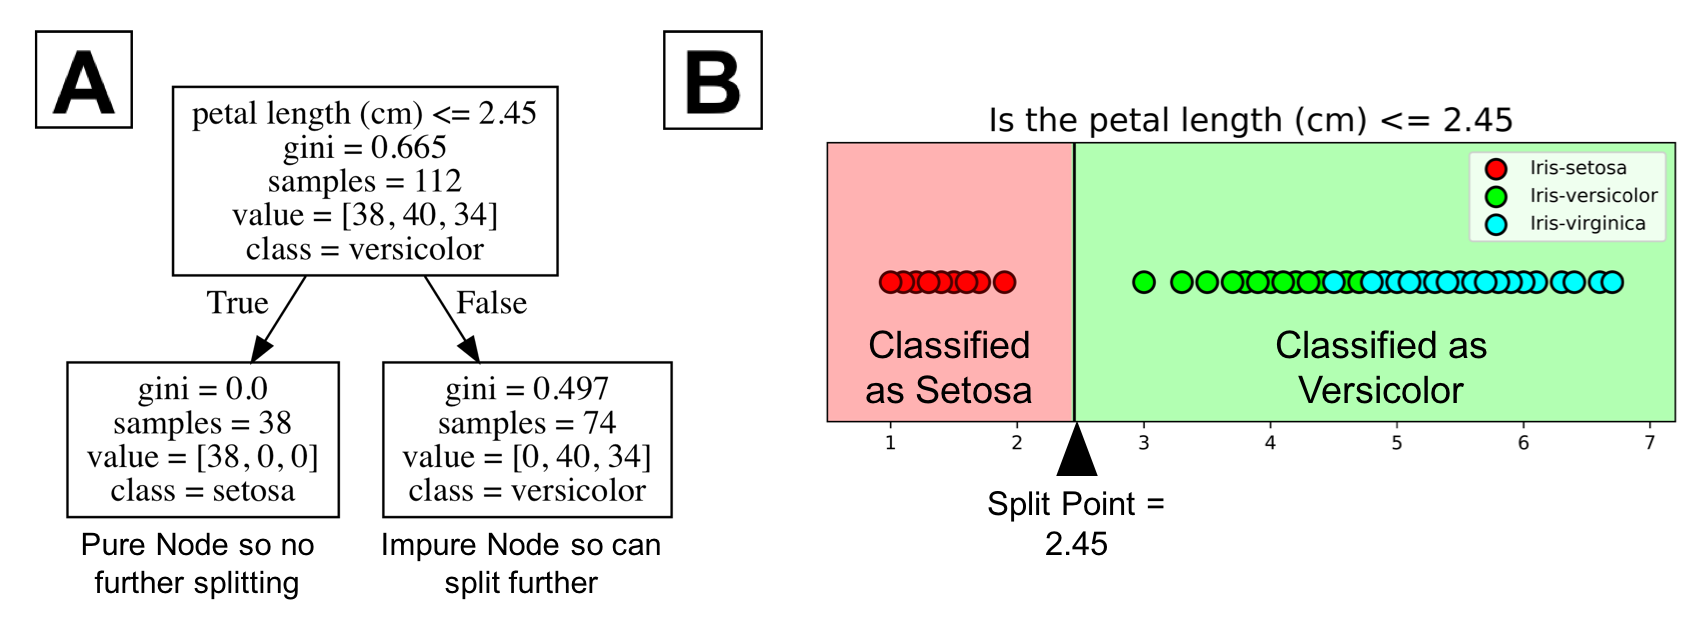 A
petal length (cm) <= 2.45
gini = 0.665
samples = 112
value = [38, 40, 34]
class = versicolor
True
False
gini = 0.0
samples = 38
value = [38, 0, 0]
class = setosa
gini = 0.497
samples = 74
value = [0, 40, 34]
class = versicolor
Pure Node so no
further splitting
Impure Node so can
split further
B
Is the petal length (cm) <= 2.45
Iris-setosa
Iris-versicolor
Iris-virginica
Classified
as Setosa
Classified as
Versicolor
1 2 3 4 5 6 7
Split Point =
2.45